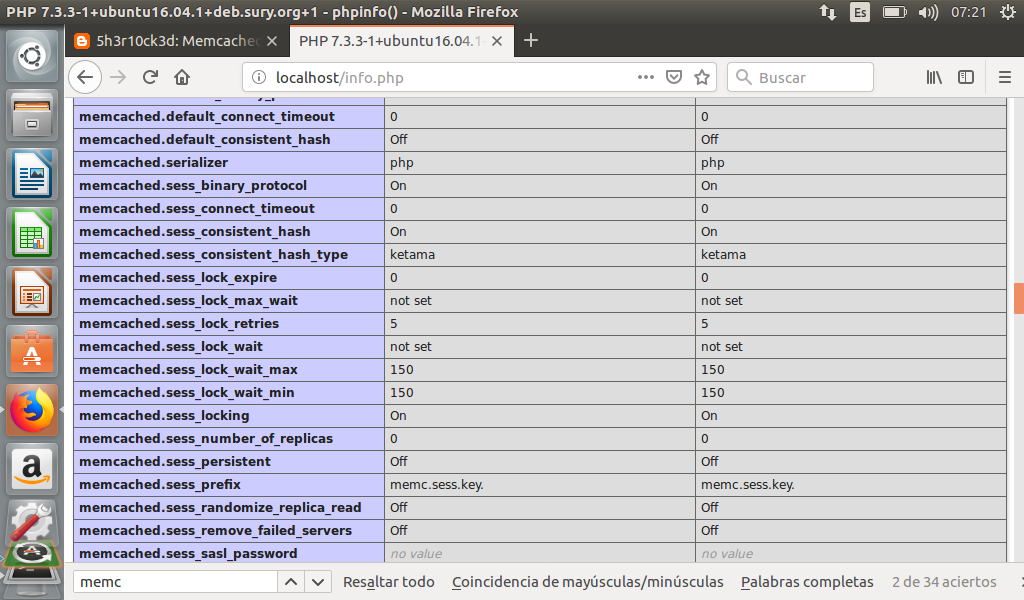 PHP 7.3.3-1+ubuntu16.04.1+deb.sury.org+1 - phpinfo() - Mozilla Firefox Es 07:21
5h3r10ck3d: Memcached PHP 7.3.3-1+ubuntu16.04.1-
localhost/info.php Buscar
memcached.default_connect_timeout 0 0
memcached.default_consistent_hash Off Off
memcached.serializer php php
memcached.sess_binary_protocol On On
memcached.sess_connect_timeout 0 0
memcached.sess_consistent_hash On On
memcached.sess_consistent_hash_type ketama ketama
memcached.sess_lock_expire 0 0
memcached.sess_lock_max_wait not set not set
memcached.sess_lock_retries 5 5
memcached.sess_lock_wait not set not set
memcached.sess_lock_wait_max 150 150
memcached.sess_lock_wait_min 150 150
memcached.sess_locking On On
memcached.sess_number_of_replicas 0 0
memcached.sess_persistent Off Off
memcached.sess_prefix memc.sess.key. memc.sess.key.
memcached.sess_randomize_replica_read Off Off
memcached.sess_remove_failed_servers Off Off
memcached.sess_sasl_password no value no value
memc Resaltar todo Coincidencia de mayúsculas/minúsculas Palabras completas 2 de 34 aciertos